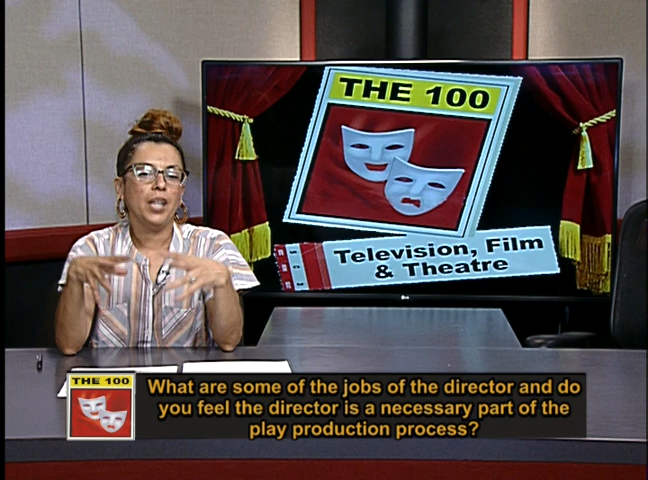 THE 100
Television, Film
& Theatre
THE 100
What are some of the jobs of the director and do
you feel the director is a necessary part of the
play production process?